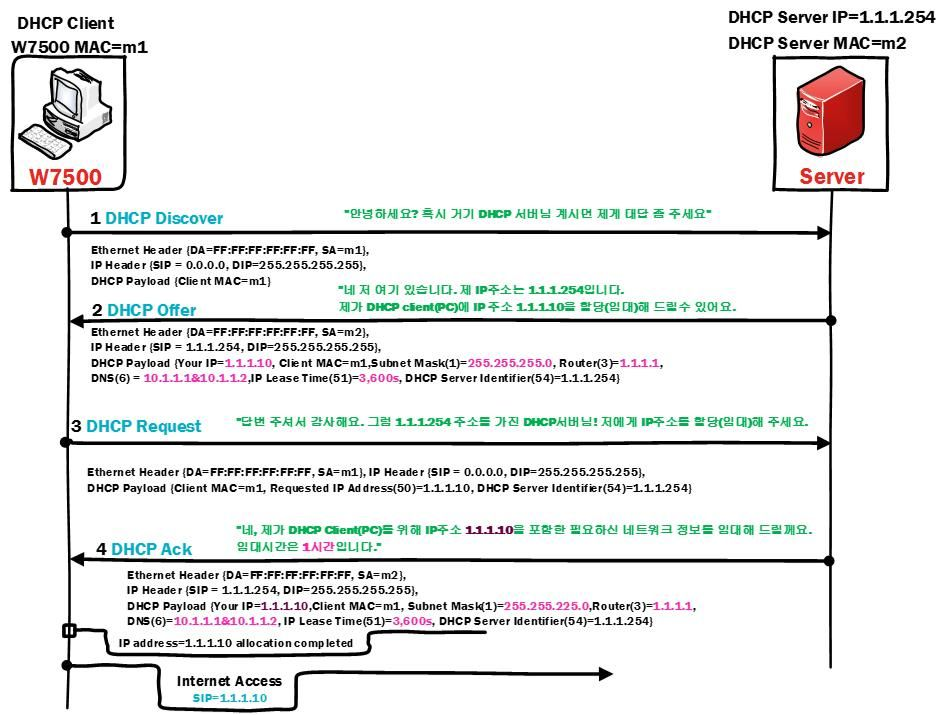 DHCP Client
W7500 MAC=m1
DHCP Server IP=1.1.1.254
DHCP Server MAC=m2
W7500
Server
1 DHCP Discover
"안녕하세요? 혹시 거기 DHCP 서버님 계시면 제게 대답 좀 주세요"
Ethernet Header {DA=FF:FF:FF:FF:FF:FF, SA=m1},
IP Header {SIP = 0.0.0.0, DIP=255.255.255.255},
DHCP Payload {Client MAC=m1}
"네 저 여기 있습니다. 제 IP주소는 1.1.1.254입니다.
제가 DHCP client(PC)에 IP 주소 1.1.1.10을 할당(임대)해 드릴수 있어요.
2 DHCP Offer
Ethernet Header {DA=FF:FF:FF:FF:FF:FF, SA=m2},
IP Header {SIP = 1.1.1.254, DIP=255.255.255.255},
DHCP Payload {Your IP=1.1.1.10, Client MAC=m1,Subnet Mask(1)=255.255.255.0, Router(3)=1.1.1.1,
DNS(6) = 10.1.1.1&10.1.1.2,IP Lease Time(51)=3,600s, DHCP Server Identifier(54)=1.1.1.254}
3 DHCP Request
"답변 주셔서 감사해요. 그럼 1.1.1.254 주소를 가진 DHCP서버님! 저에게 IP주소를 할당(임대)해 주세요.
Ethernet Header {DA=FF:FF:FF:FF:FF:FF, SA=m1}, IP Header {SIP = 0.0.0.0, DIP=255.255.255.255},
DHCP Payload {Client MAC=m1, Requested IP Address(50)=1.1.1.10, DHCP Server Identifier(54)=1.1.1.254}
"네, 제가 DHCP Client(PC)를 위해 IP주소 1.1.1.10을 포함한 필요하신 네트워크 정보를 임대해 드릴께요.
임대시간은 1시간입니다."
4 DHCP Ack
Ethernet Header {DA=FF:FF:FF:FF:FF:FF, SA=m2},
IP Header {SIP = 1.1.1.254, DIP=255.255.255.255},
DHCP Payload {Your IP=1.1.1.10,Client MAC=m1, Subnet Mask(1)=255.255.225.0,Router(3)=1.1.1.1,
DNS(6)=10.1.1.1&10.1.1.2, IP Lease Time(51)=3,600s, DHCP Server Identifier(54)=1.1.1.254}
IP address=1.1.1.10 allocation completed
Internet Access
SIP=1.1.1.10